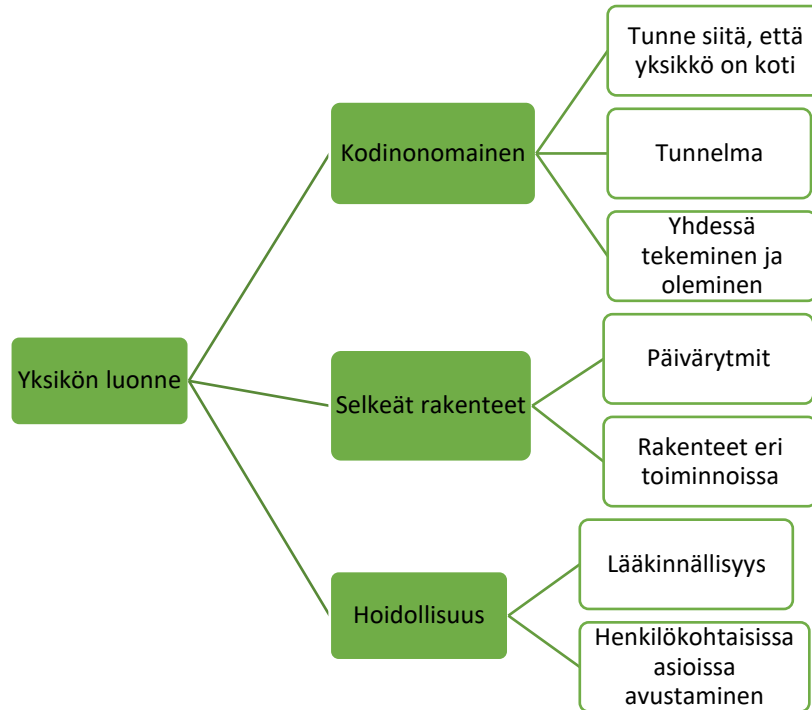 Yksikön luonne
Kodinonomainen
Tunne siitä, että
yksikkö on koti
Tunnelma
Yhdessä
tekeminen ja
oleminen
Selkeät rakenteet
Päivärytmit
Rakenteet eri
toiminnoissa
Hoidollisuus
Lääkinnällisyys
Henkilökohtaisissa
asioissa
avustaminen